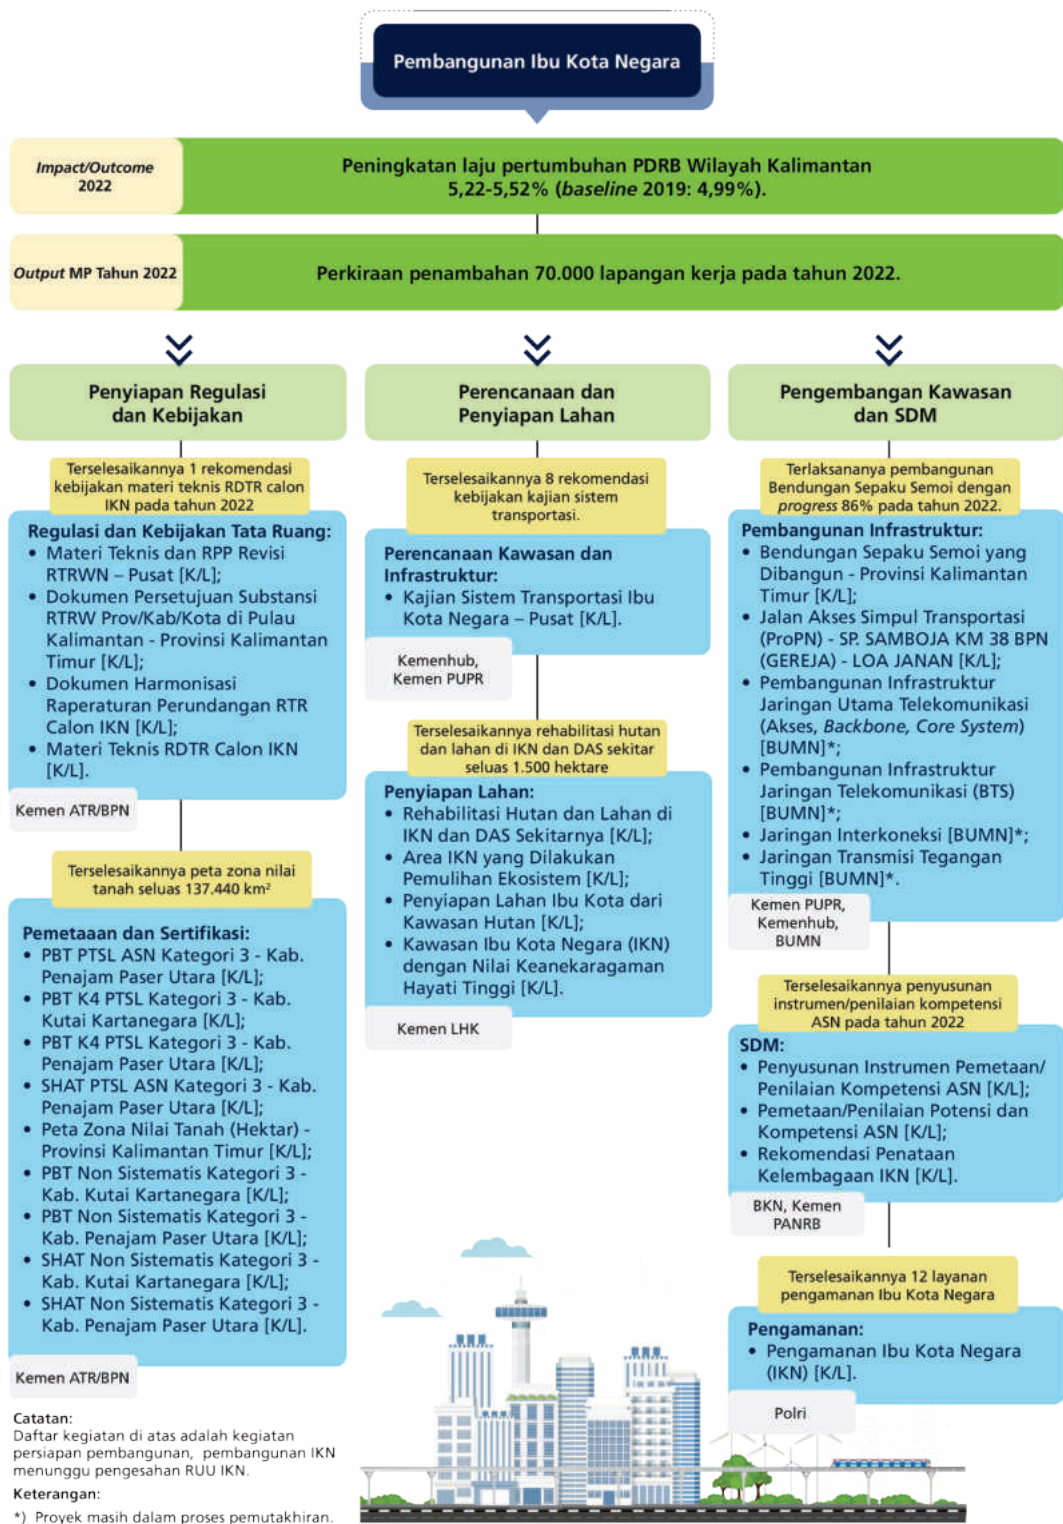 Pembangunan Ibu Kota Negara
Impact/Outcome
2022
Peningkatan laju pertumbuhan PDRB Wilayah Kalimantan
5,22-5,52% (baseline 2019: 4,99%).
Output MP Tahun 2022
Perkiraan penambahan 70.000 lapangan kerja pada tahun 2022.
Penyiapan Regulasi
dan Kebijakan
Terselesaikannya 1 rekomendasi
kebijakan materi teknis RDTR calon
IKN pada tahun 2022
Regulasi dan Kebijakan Tata Ruang:
• Materi Teknis dan RPP Revisi
RTRWN – Pusat [K/L];
• Dokumen Persetujuan Substansi
RTRW Prov/Kab/Kota di Pulau
Kalimantan - Provinsi Kalimantan
Timur [K/L];
• Dokumen Harmonisasi
Raperaturan Perundangan RTR
Calon IKN [K/L];
• Materi Teknis RDTR Calon IKN
[K/L].
Kemen ATR/BPN
Terselesaikannya peta zona nilai
tanah seluas 137.440 km²
Pemetaaan dan Sertifikasi:
• PBT PTSL ASN Kategori 3 - Kab.
Penajam Paser Utara [K/L];
• PBT K4 PTSL Kategori 3 - Kab.
Kutai Kartanegara [K/L];
• PBT K4 PTSL Kategori 3 - Kab.
Penajam Paser Utara [K/L];
• SHAT PTSL ASN Kategori 3 - Kab.
Penajam Paser Utara [K/L];
• Peta Zona Nilai Tanah (Hektar) -
Provinsi Kalimantan Timur [K/L];
• PBT Non Sistematis Kategori 3 -
Kab. Kutai Kartanegara [K/L];
• PBT Non Sistematis Kategori 3 -
Kab. Penajam Paser Utara [K/L];
• SHAT Non Sistematis Kategori 3 -
Kab. Kutai Kartanegara [K/L];
• SHAT Non Sistematis Kategori 3 -
Kab. Penajam Paser Utara [K/L].
Kemen ATR/BPN
Perencanaan dan
Penyiapan Lahan
Terselesaikannya 8 rekomendasi
kebijakan kajian sistem
transportasi.
Perencanaan Kawasan dan
Infrastruktur:
• Kajian Sistem Transportasi Ibu
Kota Negara – Pusat [K/L].
Kemenhub,
Kemen PUPR
Terselesaikannya rehabilitasi hutan
dan lahan di IKN dan DAS sekitar
seluas 1.500 hektare
Penyiapan Lahan:
• Rehabilitasi Hutan dan Lahan di
IKN dan DAS Sekitarnya [K/L];
• Area IKN yang Dilakukan
Pemulihan Ekosistem [K/L];
• Penyiapan Lahan Ibu Kota dari
Kawasan Hutan [K/L];
• Kawasan Ibu Kota Negara (IKN)
dengan Nilai Keanekaragaman
Hayati Tinggi [K/L].
Kemen LHK
Pengembangan Kawasan
dan SDM
Terlaksananya pembangunan
Bendungan Sepaku Semoi dengan
progress 86% pada tahun 2022.
Pembangunan Infrastruktur:
• Bendungan Sepaku Semoi yang
Dibangun - Provinsi Kalimantan
Timur [K/L];
• Jalan Akses Simpul Transportasi
(ProPN) - SP. SAMBOJA KM 38 BPN
(GEREJA) - LOA JANAN [K/L];
• Pembangunan Infrastruktur
Jaringan Utama Telekomunikasi
(Akses, Backbone, Core System)
[BUMN]*;
• Pembangunan Infrastruktur
Jaringan Telekomunikasi (BTS)
[BUMN]*;
• Jaringan Interkoneksi [BUMN]*;
• Jaringan Transmisi Tegangan
Tinggi [BUMN]*.
Kemen PUPR,
Kemenhub,
BUMN
Terselesaikannya penyusunan
instrumen/penilaian kompetensi
ASN pada tahun 2022
SDM:
• Penyusunan Instrumen Pemetaan/
Penilaian Kompetensi ASN [K/L];
• Pemetaan/Penilaian Potensi dan
Kompetensi ASN [K/L];
• Rekomendasi Penataan
Kelembagaan IKN [K/L].
BKN, Kemen
PANRB
Terselesaikannya 12 layanan
pengamanan Ibu Kota Negara
Pengamanan:
• Pengamanan Ibu Kota Negara
(IKN) [K/L].
Polri
Catatan:
Daftar kegiatan di atas adalah kegiatan
persiapan pembangunan, pembangunan IKN
menunggu pengesahan RUU IKN.
Keterangan:
*) Proyek masih dalam proses pemutakhiran.